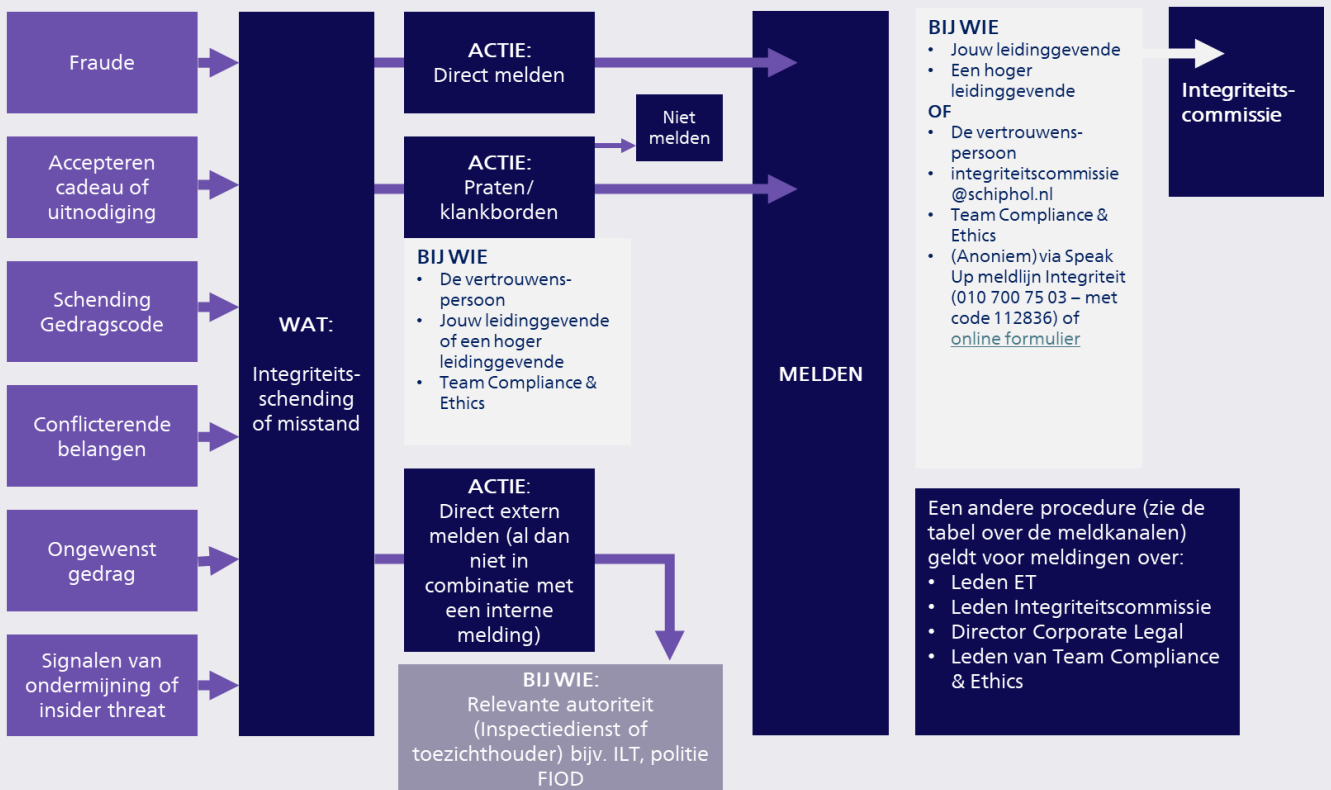 Fraude
Accepteren
cadeau of
uitnodiging
Schending
Gedragscode
Conflicterende
belangen
Ongewenst
gedrag
Signalen van
ondermijning of
insider threat
WAT:
Integriteits-
schending
of misstand
ACTIE:
Direct melden
ACTIE:
Praten/
klankborden
Niet
melden
BIJ WIE
• De vertrouwens-
persoon
• Jouw leidinggevende
of een hoger
leidinggevende
• Team Compliance &
Ethics
ACTIE:
Direct extern
melden (al dan
niet in
combinatie met
een interne
melding)
BIJ WIE:
Relevante autoriteit
(Inspectiedienst of
toezichthouder) bijv. ILT, politie
FIOD
MELDEN
BIJ WIE
• Jouw leidinggevende
• Een hoger
leidinggevende
OF
• De vertrouwens-
persoon
• integriteitscommissie
@schiphol.nl
• Team Compliance &
Ethics
• (Anoniem) via Speak
Up meldlijn Integriteit
(010 700 75 03 – met
code 112836) of
online formulier
Integriteits-
commissie
Een andere procedure (zie de
tabel over de meldkanalen)
geldt voor meldingen over:
• Leden ET
• Leden Integriteitscommissie
• Director Corporate Legal
• Leden van Team Compliance
& Ethics